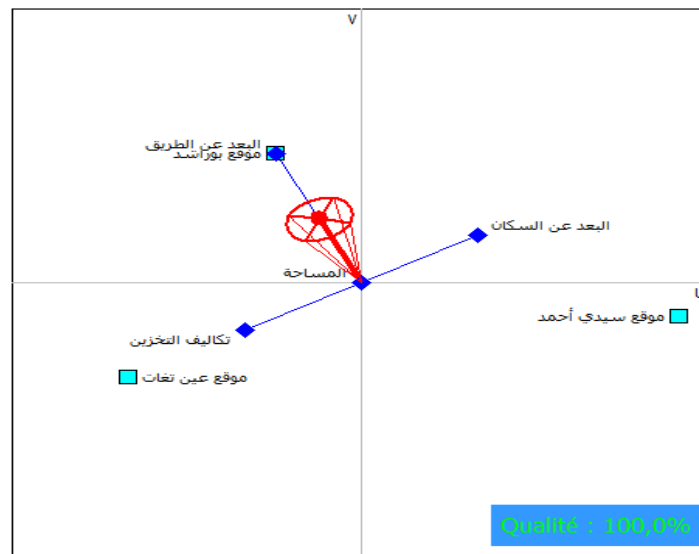 V
البعد عن الطريق
موقع بوراشد
البعد عن السكان
المساحة
U
موقع سيدي أحمد
تكاليف التخزين
موقع عين تغات
Qualité : 100,0%